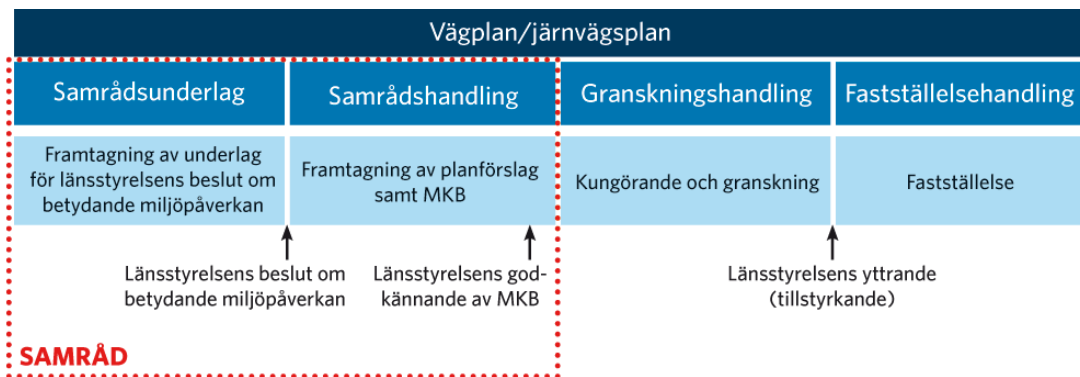 Vägplan/järnvägsplan
Samrådsunderlag
Samrådshandling
Granskningshandling
Fastställelsehandling
Framtagning av underlag
för länsstyrelsens beslut om
betydande miljöpåverkan
Framtagning av planförslag
samt MKB
Kungörande och granskning
Fastställelse
Länsstyrelsens beslut om
betydande miljöpåverkan
Länsstyrelsens god-
kännande av MKB
Länsstyrelsens yttrande
(tillstyrkande)
SAMRÅD